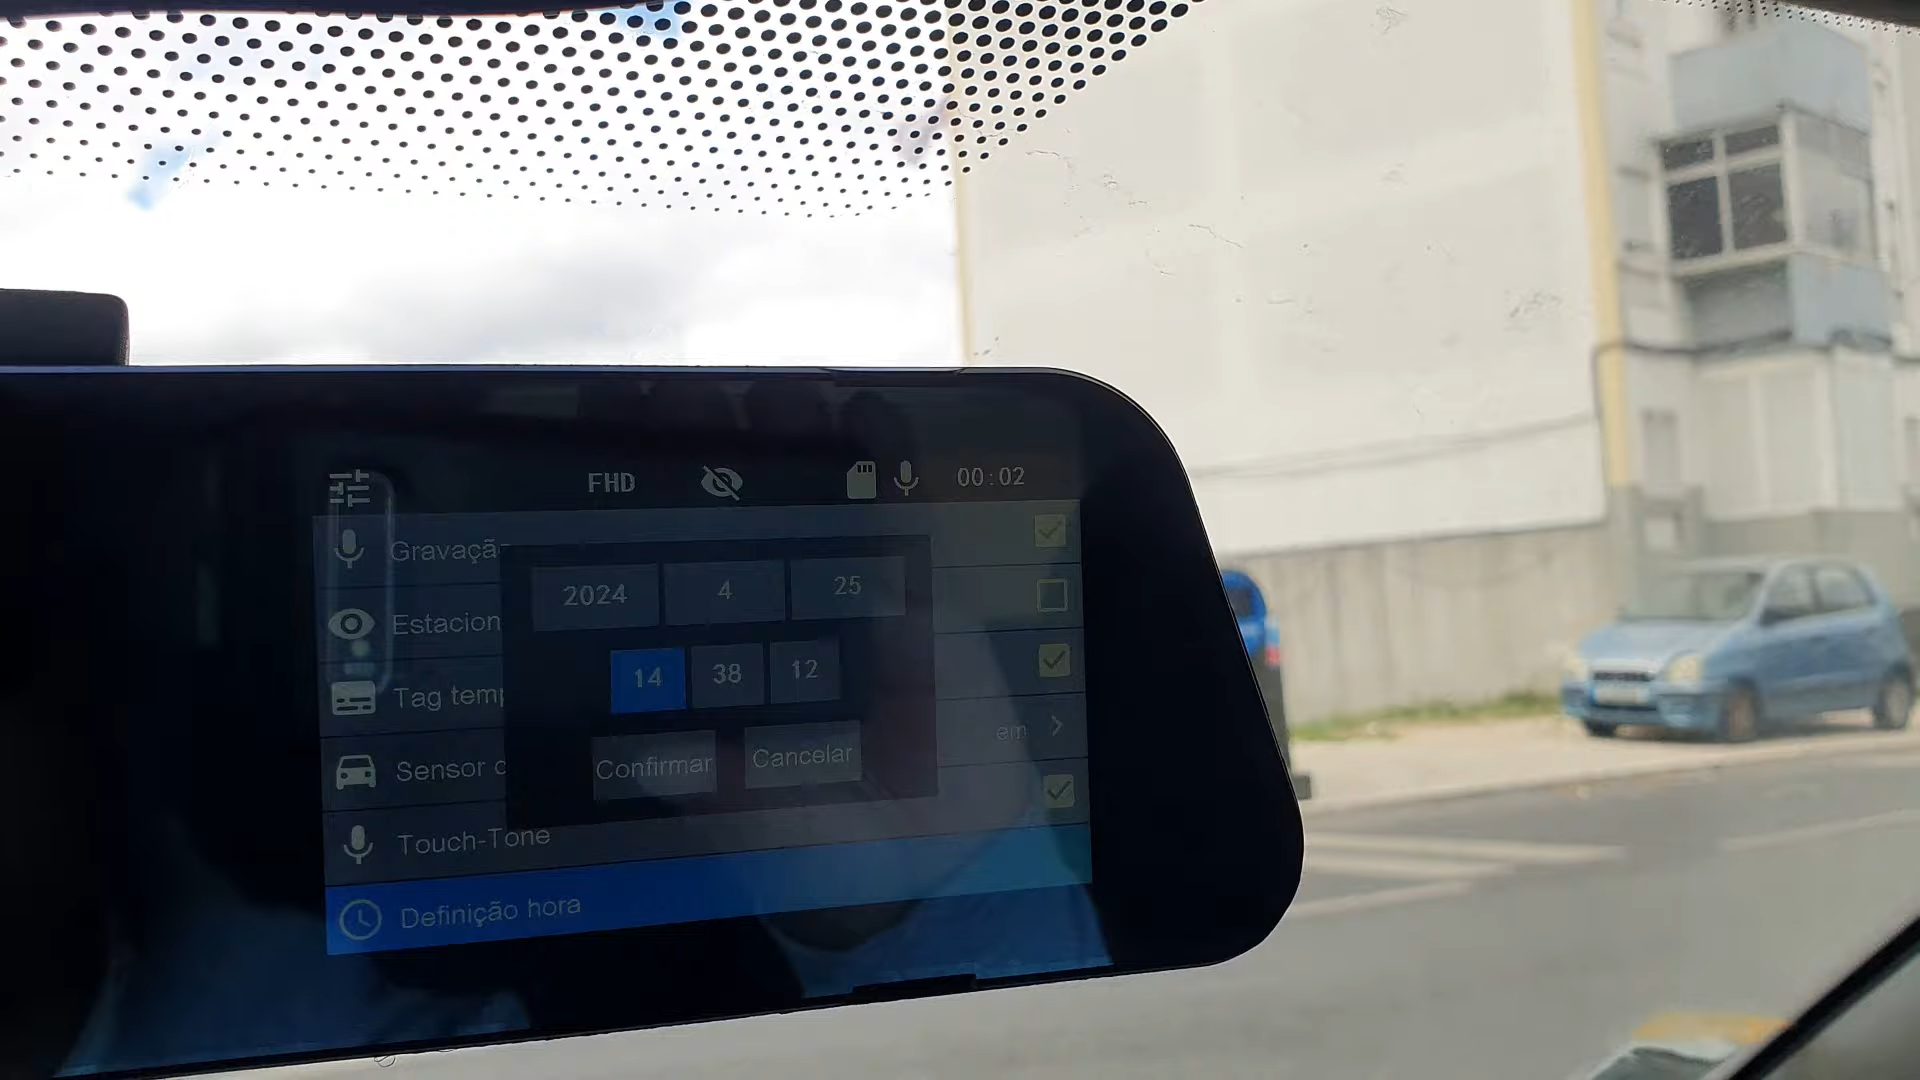 FHD 00:02
Gravaçã
2024 4 25
Estacion
14 38 12
Tag
em
Confirmar Cancelar
Sensor
Touch-Tone
Definição hora